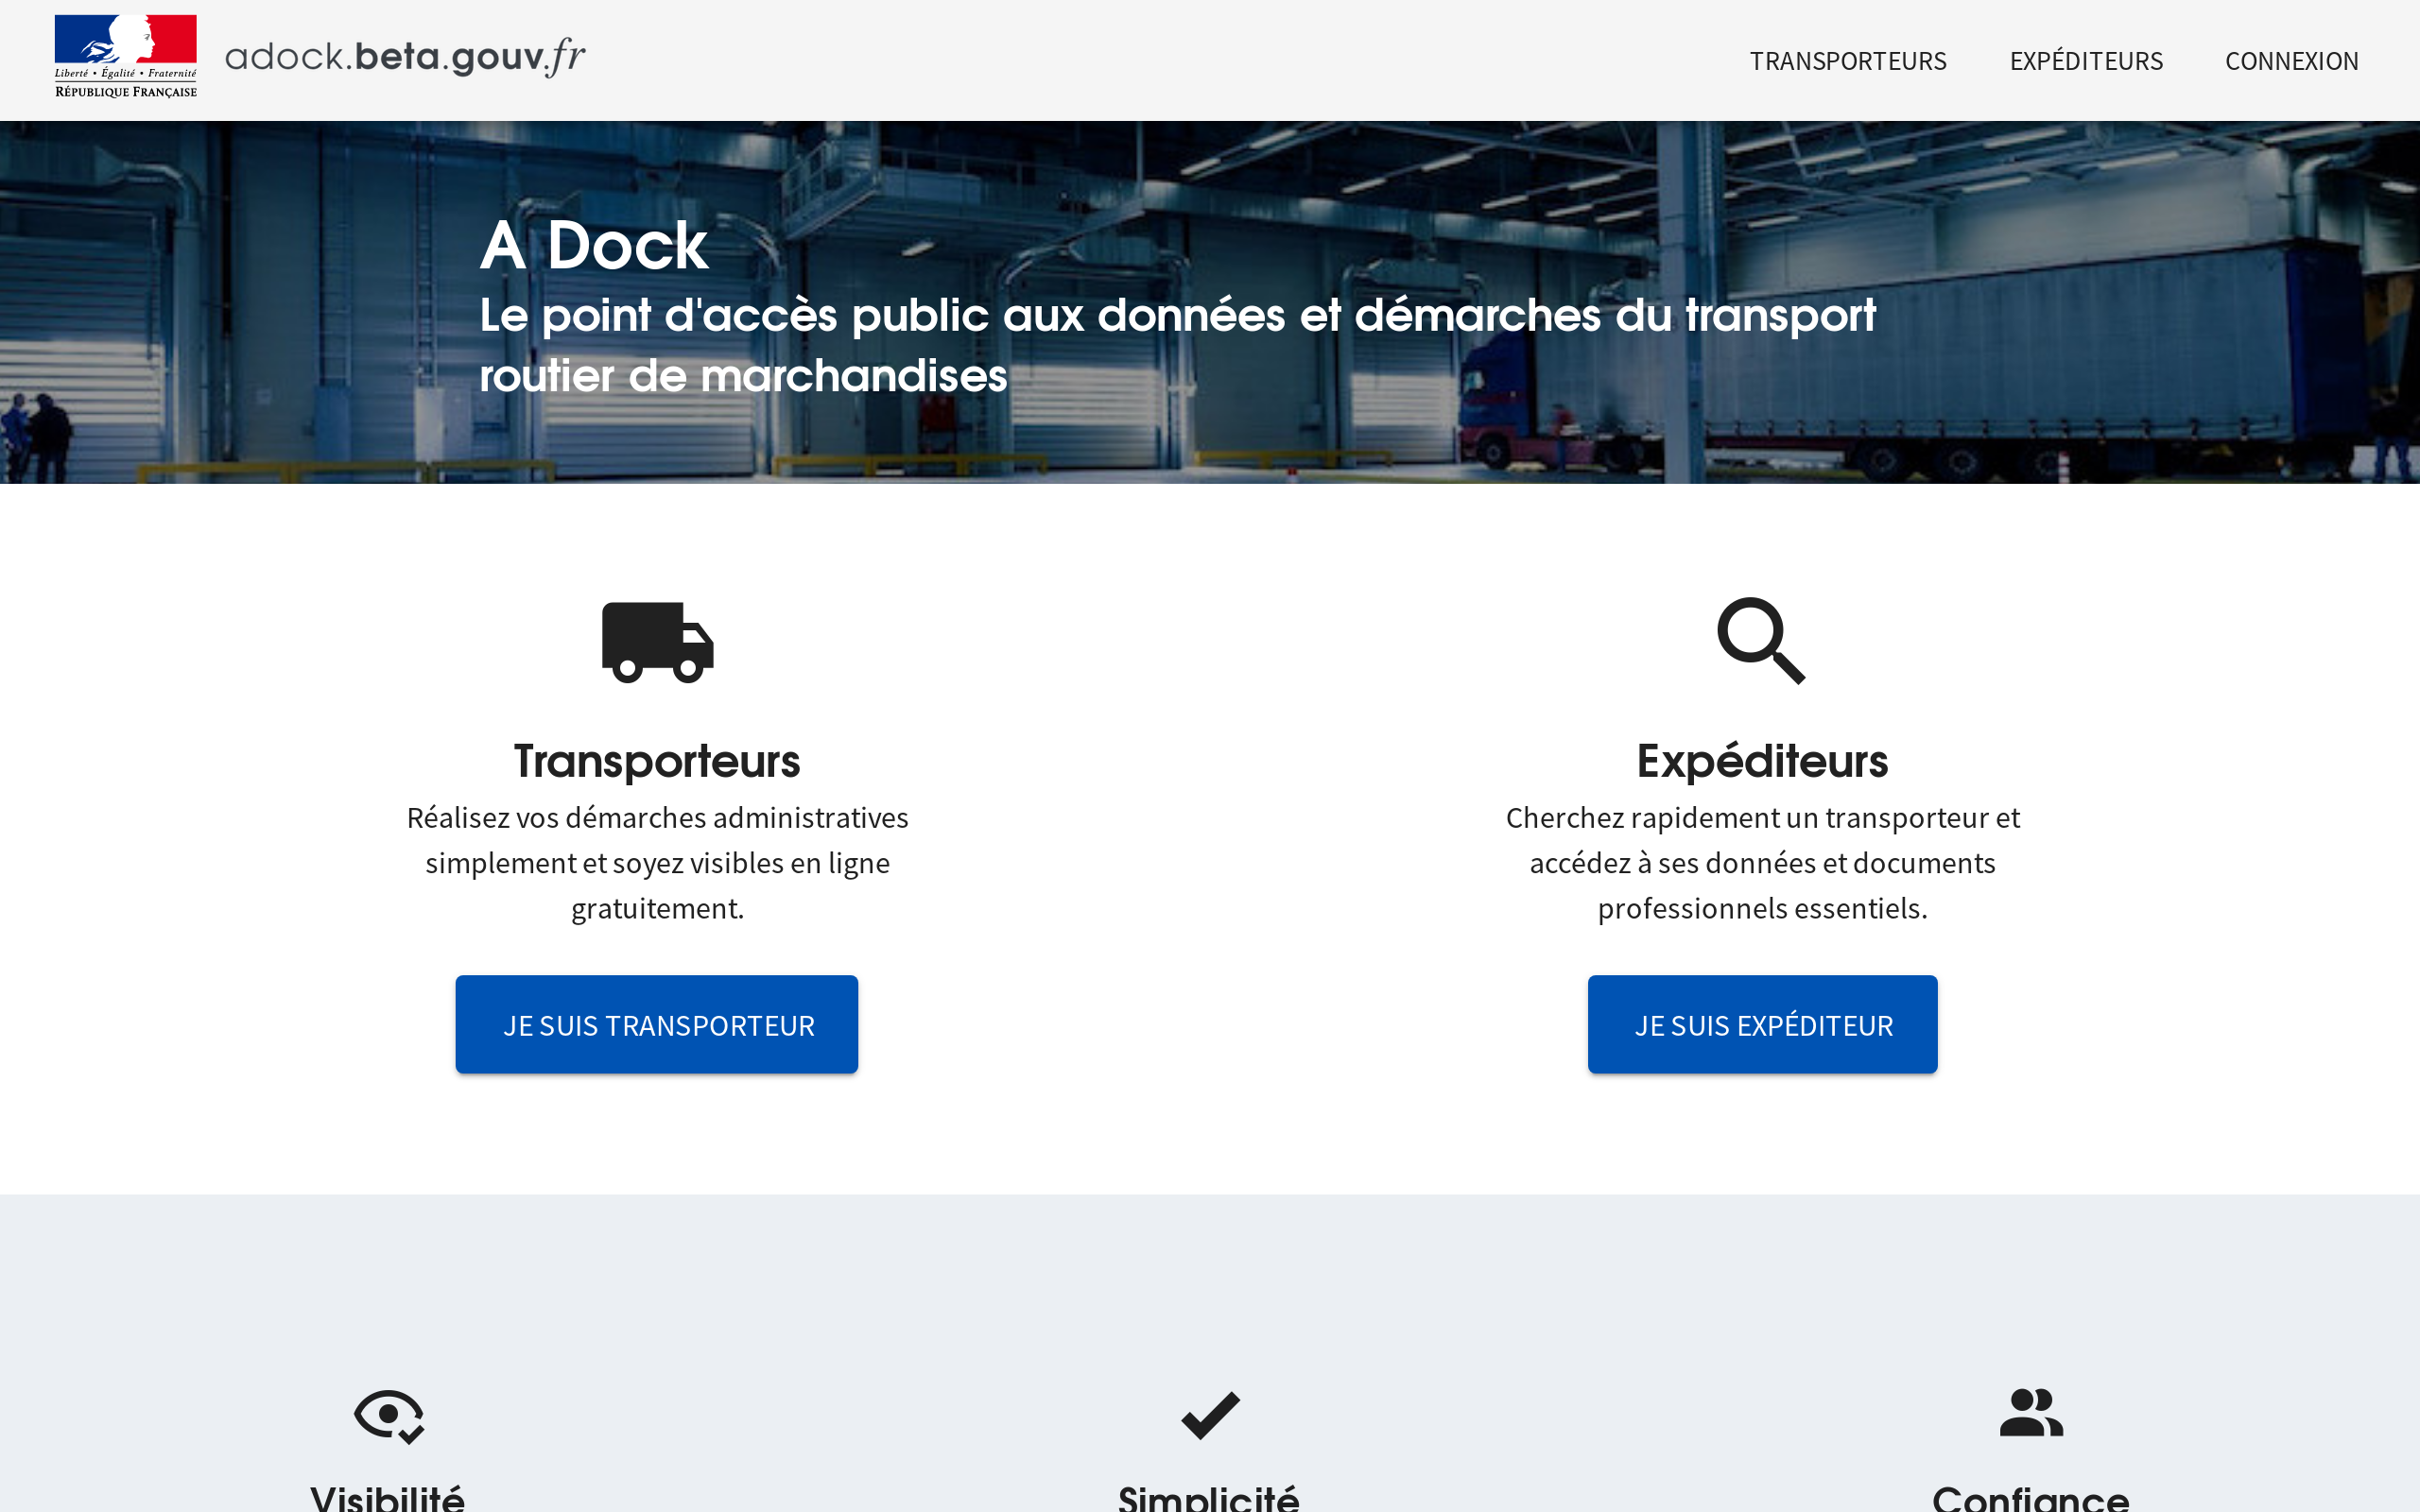 Liberté • Égalité • Fraternité
RÉPUBLIQUE FRANÇAISE
adock.beta.gouv.fr
TRANSPORTEURS
EXPÉDITEURS
CONNEXION
A Dock
Le point d'accès public aux données et démarches du transport
routier de marchandises
Transporteurs
Réalisez vos démarches administratives
simplement et soyez visibles en ligne
gratuitement.
JE SUIS TRANSPORTEUR
Expéditeurs
Cherchez rapidement un transporteur et
accédez à ses données et documents
professionnels essentiels.
JE SUIS EXPÉDITEUR
Visibilité
Simplicité
Confiance